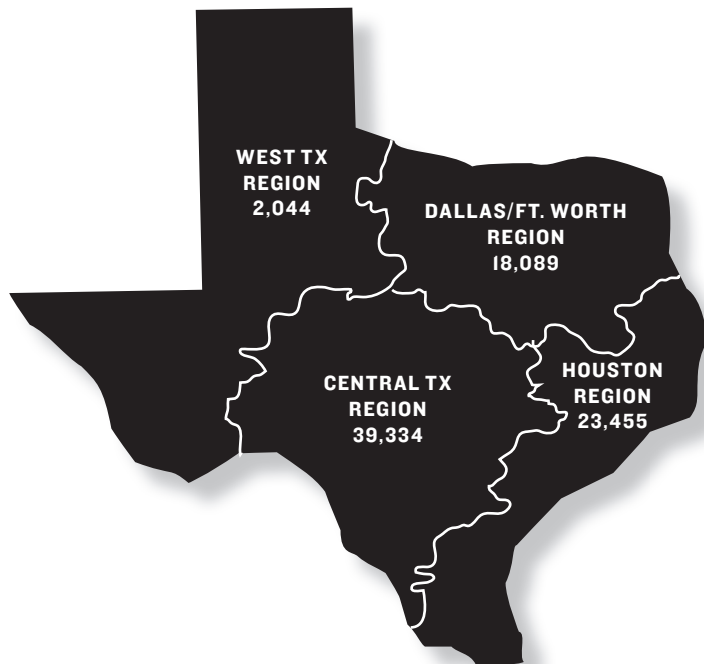 WEST TX
REGION
2,044
DALLAS/FT. WORTH
REGION
18,089
HOUSTON
REGION
23,455
CENTRAL TX
REGION
39,334